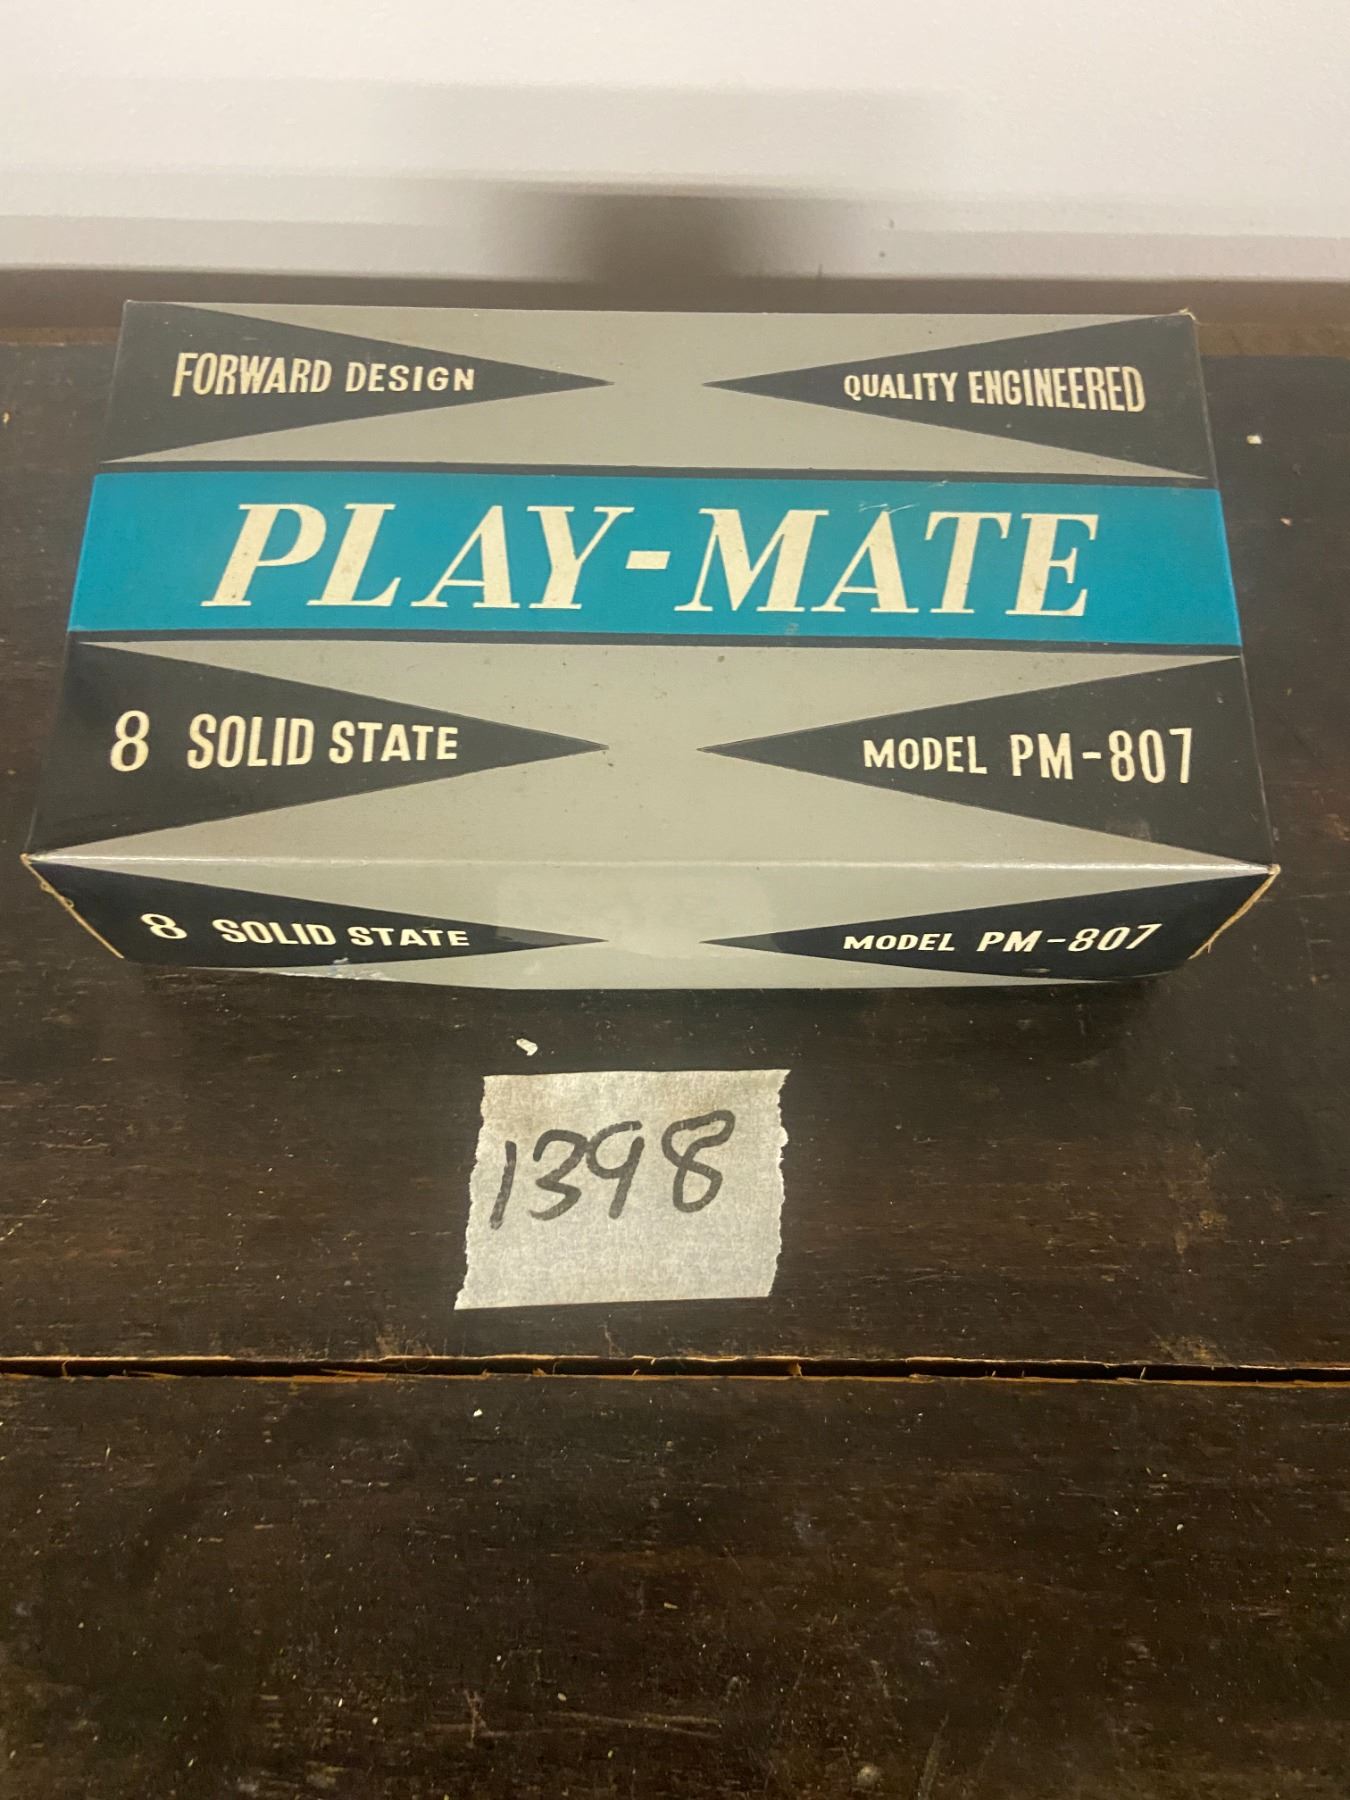 FORWARD DESIGN QUALITY ENGINEERED
PLAY-MATE
8 SOLID STATE MODEL PM-807
8 SOLID STATE MODEL PM-807
1398